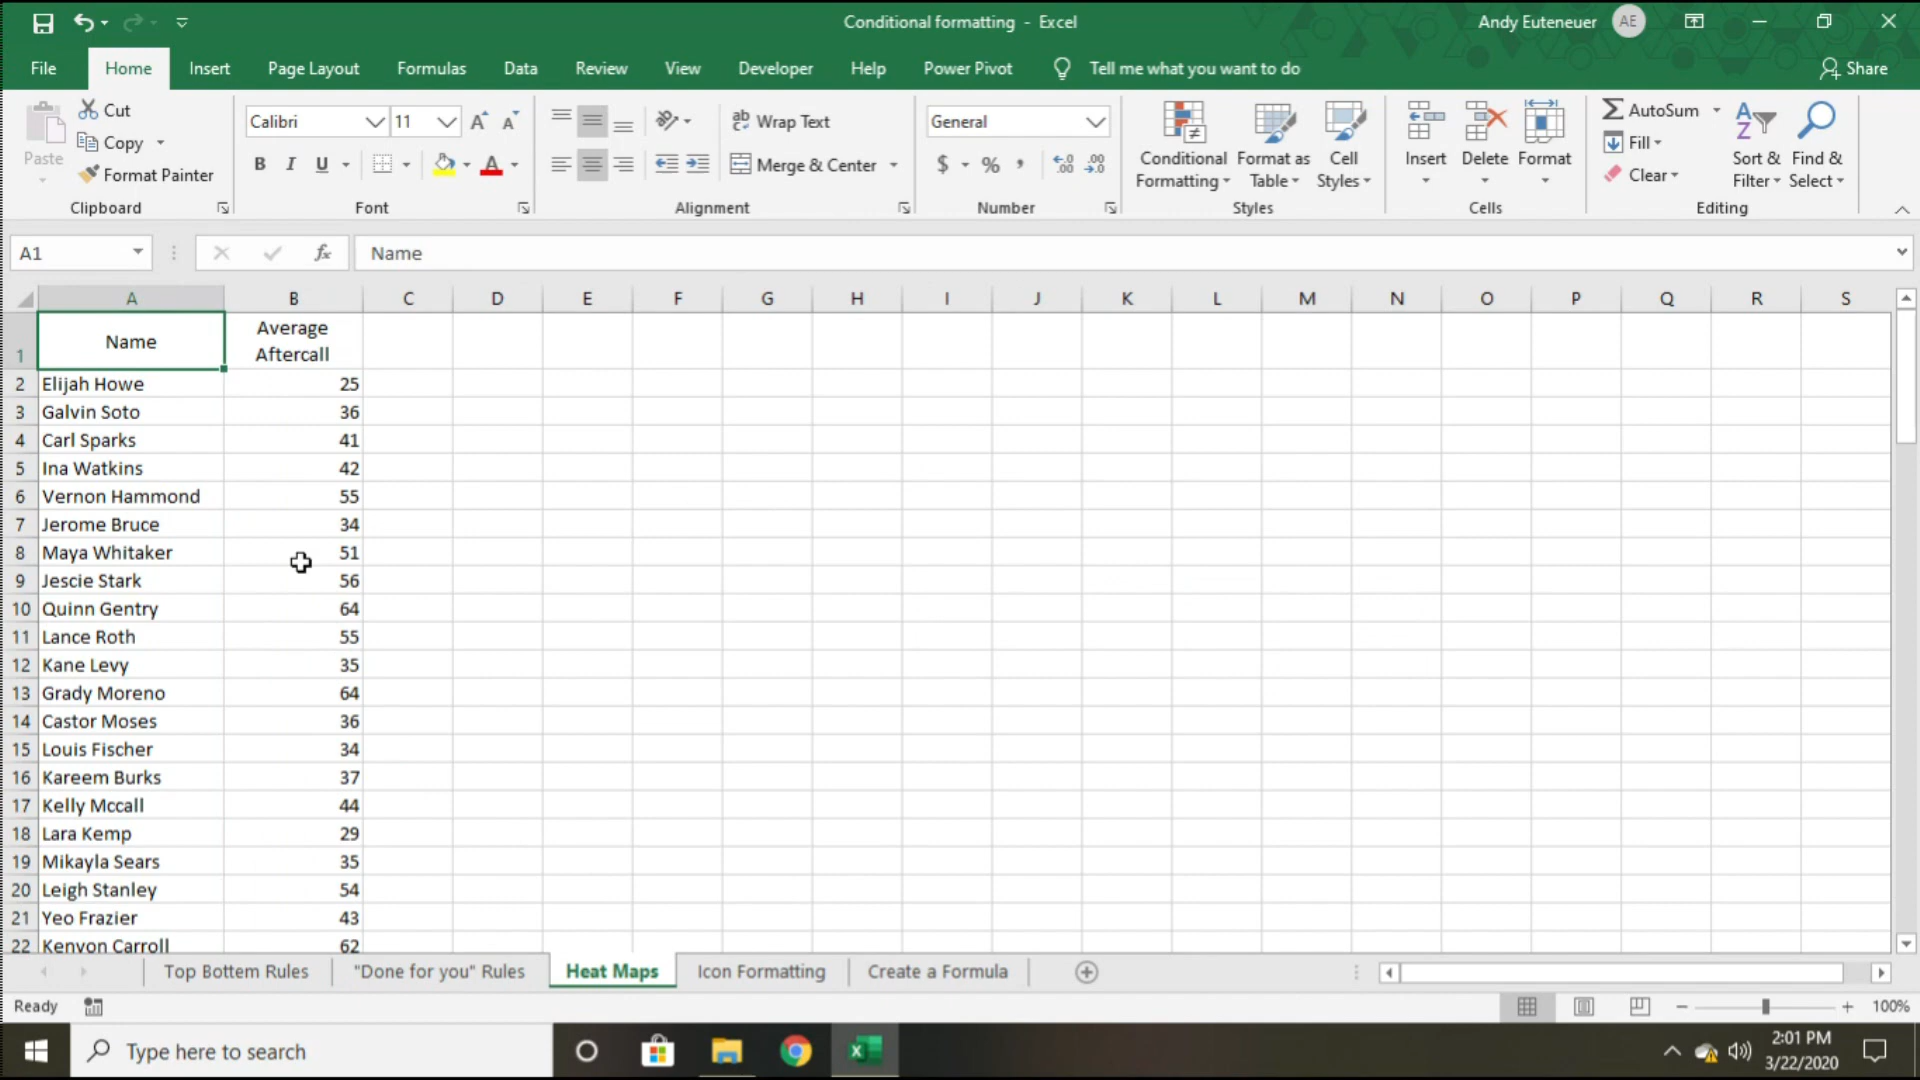 Conditional formatting - Excel
Andy Euteneuer AE
File Home Insert Page Layout Formulas Data Review View Developer Help Power Pivot Tell me what you want to do Share
Paste
Cut
Copy
Format Painter
Clipboard
Calibri 11
B I U A
Font
ab Wrap Text
Merge & Center
Alignment
General
$ % , .00
Number
Conditional Formatting
Format as Table
Cell Styles
Styles
Insert Delete Format
Cells
AutoSum
Fill
Clear
Sort & Filter
Find & Select
Editing
A1 fx Name
A B C D E F G H I J K L M N O P Q R S
1 Name Average Aftercall
2 Elijah Howe 25
3 Galvin Soto 36
4 Carl Sparks 41
5 Ina Watkins 42
6 Vernon Hammond 55
7 Jerome Bruce 34
8 Maya Whitaker 51
9 Jescie Stark 56
10 Quinn Gentry 64
11 Lance Roth 55
12 Kane Levy 35
13 Grady Moreno 64
14 Castor Moses 36
15 Louis Fischer 34
16 Kareem Burks 37
17 Kelly Mccall 44
18 Lara Kemp 29
19 Mikayla Sears 35
20 Leigh Stanley 54
21 Yeo Frazier 43
22 Kenyon Carroll 62
Top Bottem Rules "Done for you" Rules Heat Maps Icon Formatting Create a Formula
Ready 100%
Type here to search
2:01 PM
3/22/2020